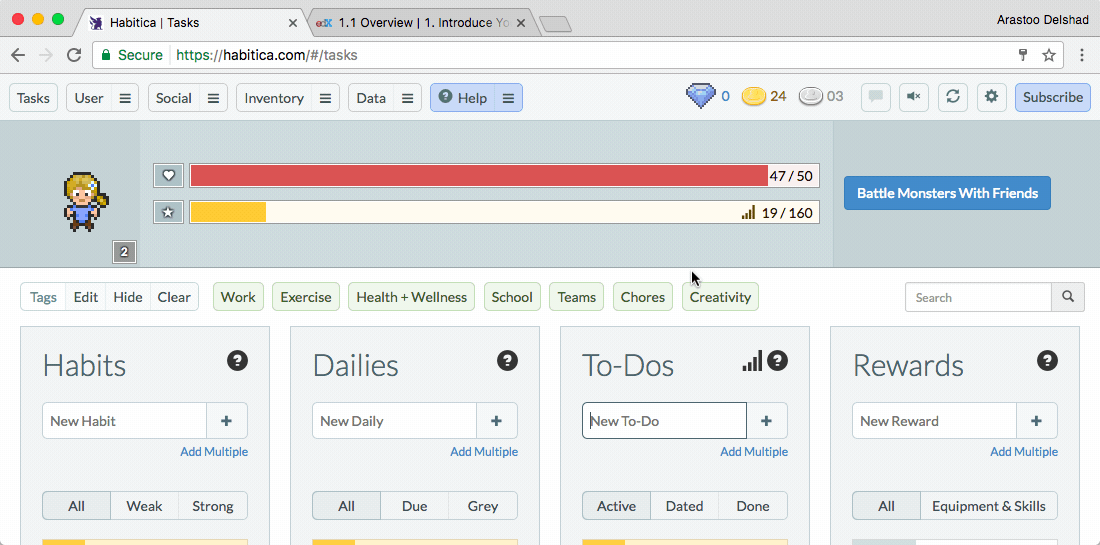 Habitica | Tasks
edX 1.1 Overview | 1. Introduce Yo
Arastoo Delshad
Secure https://habitica.com/#/tasks
Tasks User Social Inventory Data Help 0 24 03 Subscribe
47 / 50
19 / 160
Battle Monsters With Friends
2
Tags Edit Hide Clear Work Exercise Health + Wellness School Teams Chores Creativity Search
Habits Dailies To-Dos Rewards
New Habit + New Daily + New To-Do + New Reward +
Add Multiple Add Multiple Add Multiple Add Multiple
All Weak Strong All Due Grey Active Dated Done All Equipment & Skills